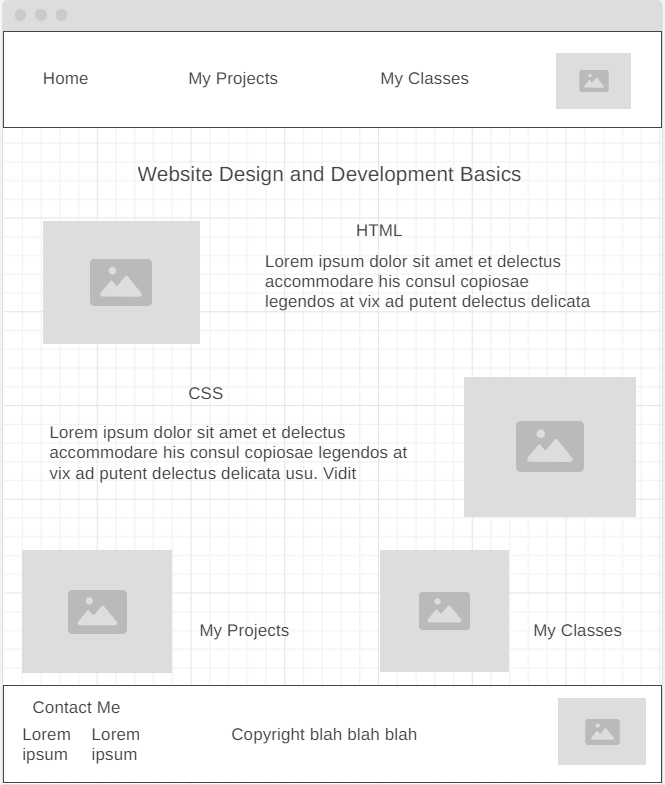 Home
My Projects
My Classes
Website Design and Development Basics
HTML
Lorem ipsum dolor sit amet et delectus
accommodare his consul copiosae
legendos at vix ad putent delectus delicata
CSS
Lorem ipsum dolor sit amet et delectus
accommodare his consul copiosae legendos at
vix ad putent delectus delicata usu. Vidit
My Projects
My Classes
Contact Me
Lorem
ipsum
Lorem
ipsum
Copyright blah blah blah